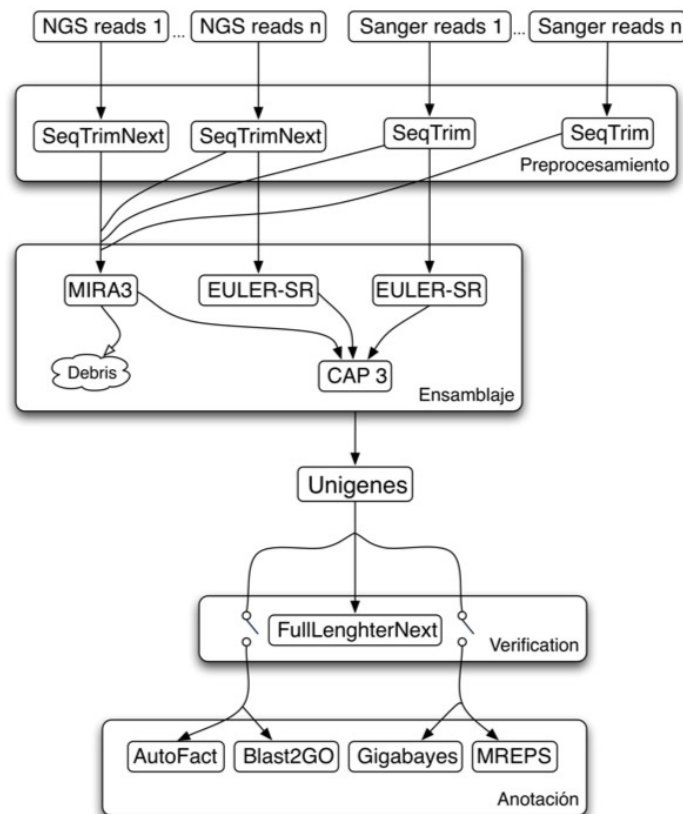 NGS reads 1 ... NGS reads n Sanger reads 1 ... Sanger reads n
SeqTrimNext SeqTrimNext SeqTrim SeqTrim
Preprocesamiento
MIRA3 EULER-SR EULER-SR
Debris CAP 3
Ensamblaje
Unigenes
FullLenghterNext
Verification
AutoFact Blast2GO Gigabayes MREPS
Anotación